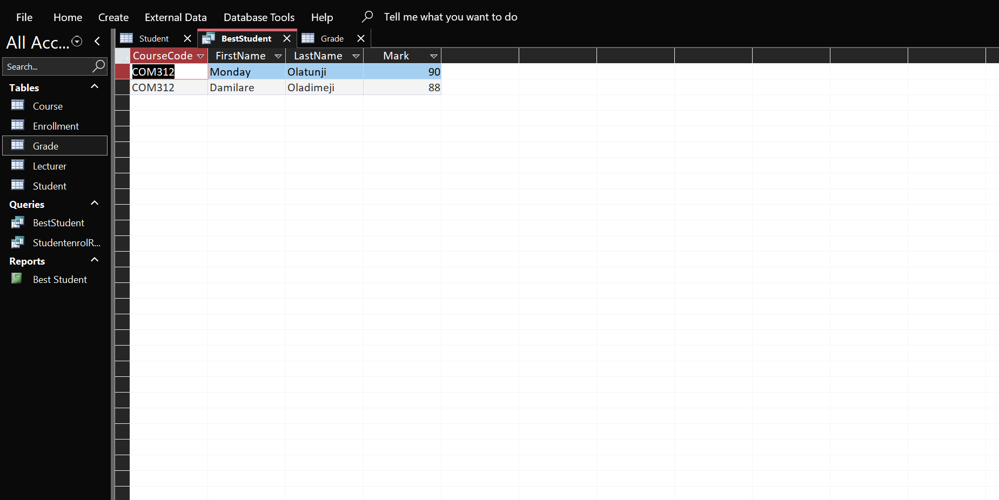 File Home Create External Data Database Tools Help Tell me what you want to do
All Acc...
Search...
Tables
Course
Enrollment
Grade
Lecturer
Student
Queries
BestStudent
StudentenrolR...
Reports
Best Student
Student BestStudent Grade
CourseCode FirstName LastName Mark
COM312 Monday Olatunji 90
COM312 Damilare Oladimeji 88